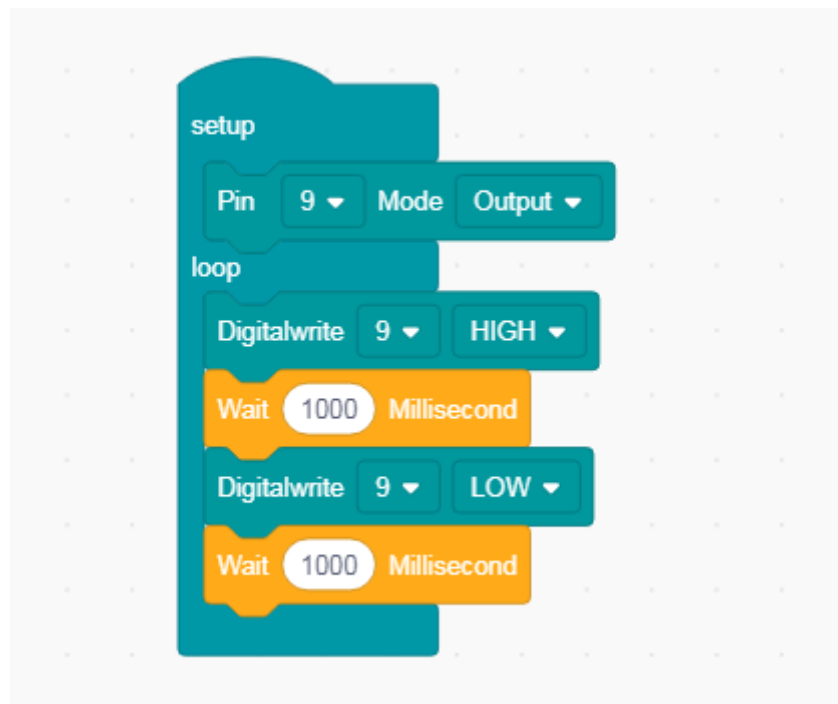 setup
Pin 9 Mode Output
loop
Digitalwrite 9 HIGH
Wait 1000 Millisecond
Digitalwrite 9 LOW
Wait 1000 Millisecond